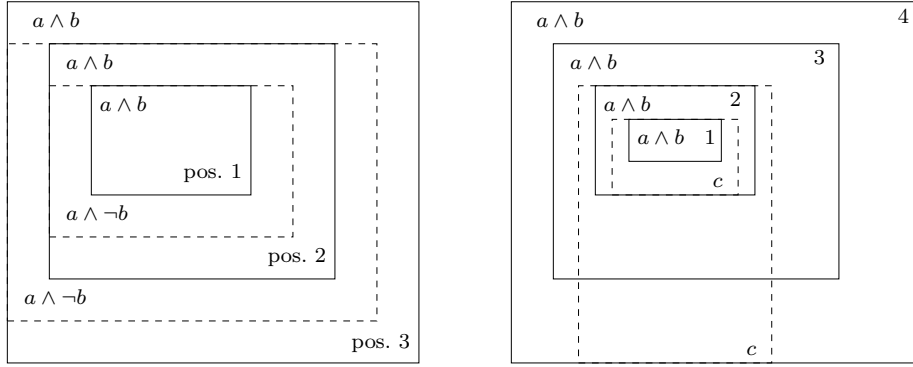 a ∧ b
a ∧ b
a ∧ b
pos. 1
a ∧ ¬b
pos. 2
a ∧ ¬b
pos. 3
a ∧ b 4
a ∧ b 3
a ∧ b 2
a ∧ b 1
c
c